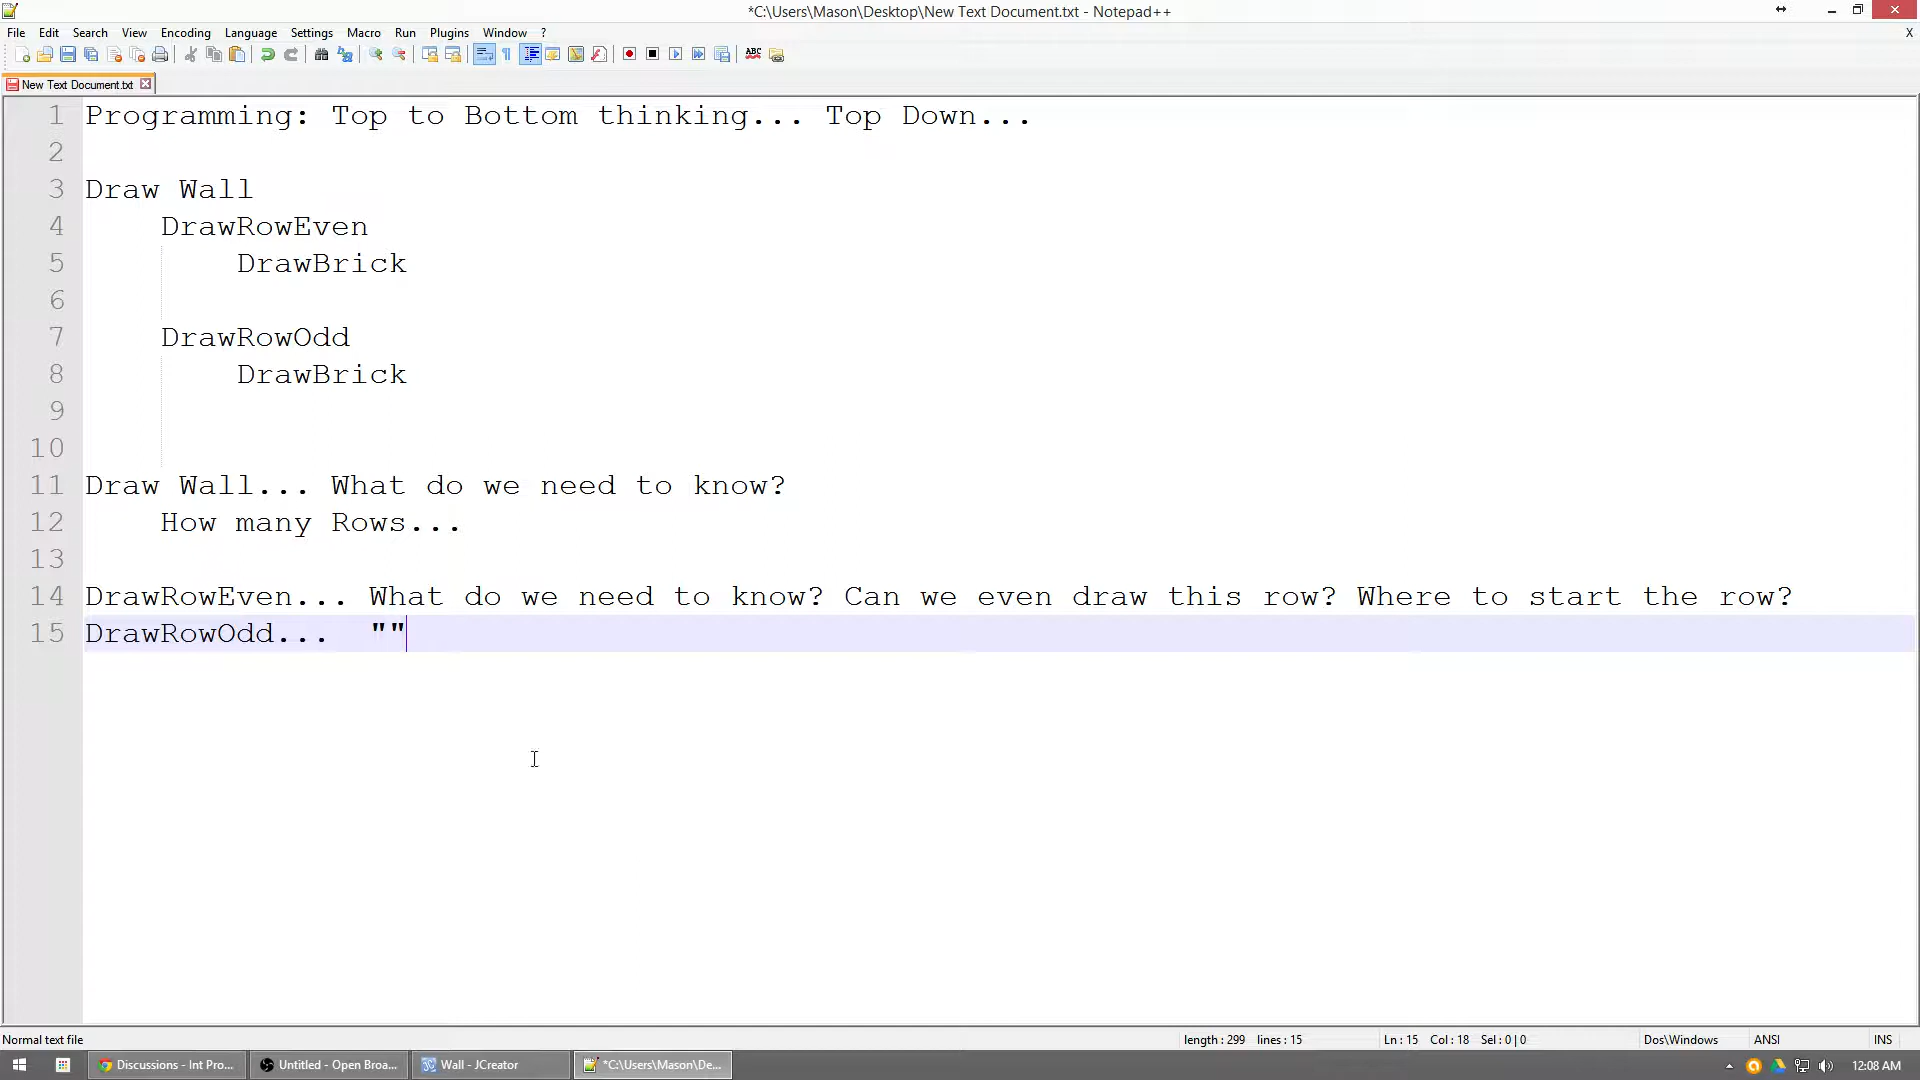 *C:\Users\Mason\Desktop\New Text Document.txt - Notepad++
File Edit Search View Encoding Language Settings Macro Run Plugins Window ? X
New Text Document.txt
1 Programming: Top to Bottom thinking... Top Down...
2
3 Draw Wall
4 DrawRowEven
5 DrawBrick
6
7 DrawRowOdd
8 DrawBrick
9
10
11 Draw Wall... What do we need to know?
12 How many Rows...
13
14 DrawRowEven... What do we need to know? Can we even draw this row? Where to start the row?
15 DrawRowOdd... ""
Normal text file length : 299 lines : 15 Ln : 15 Col : 18 Sel : 0 | 0 Dos\Windows ANSI INS
Discussions - Int Pro... Untitled - Open Broa... Wall - JCreator *C:\Users\Mason\De... 12:08 AM